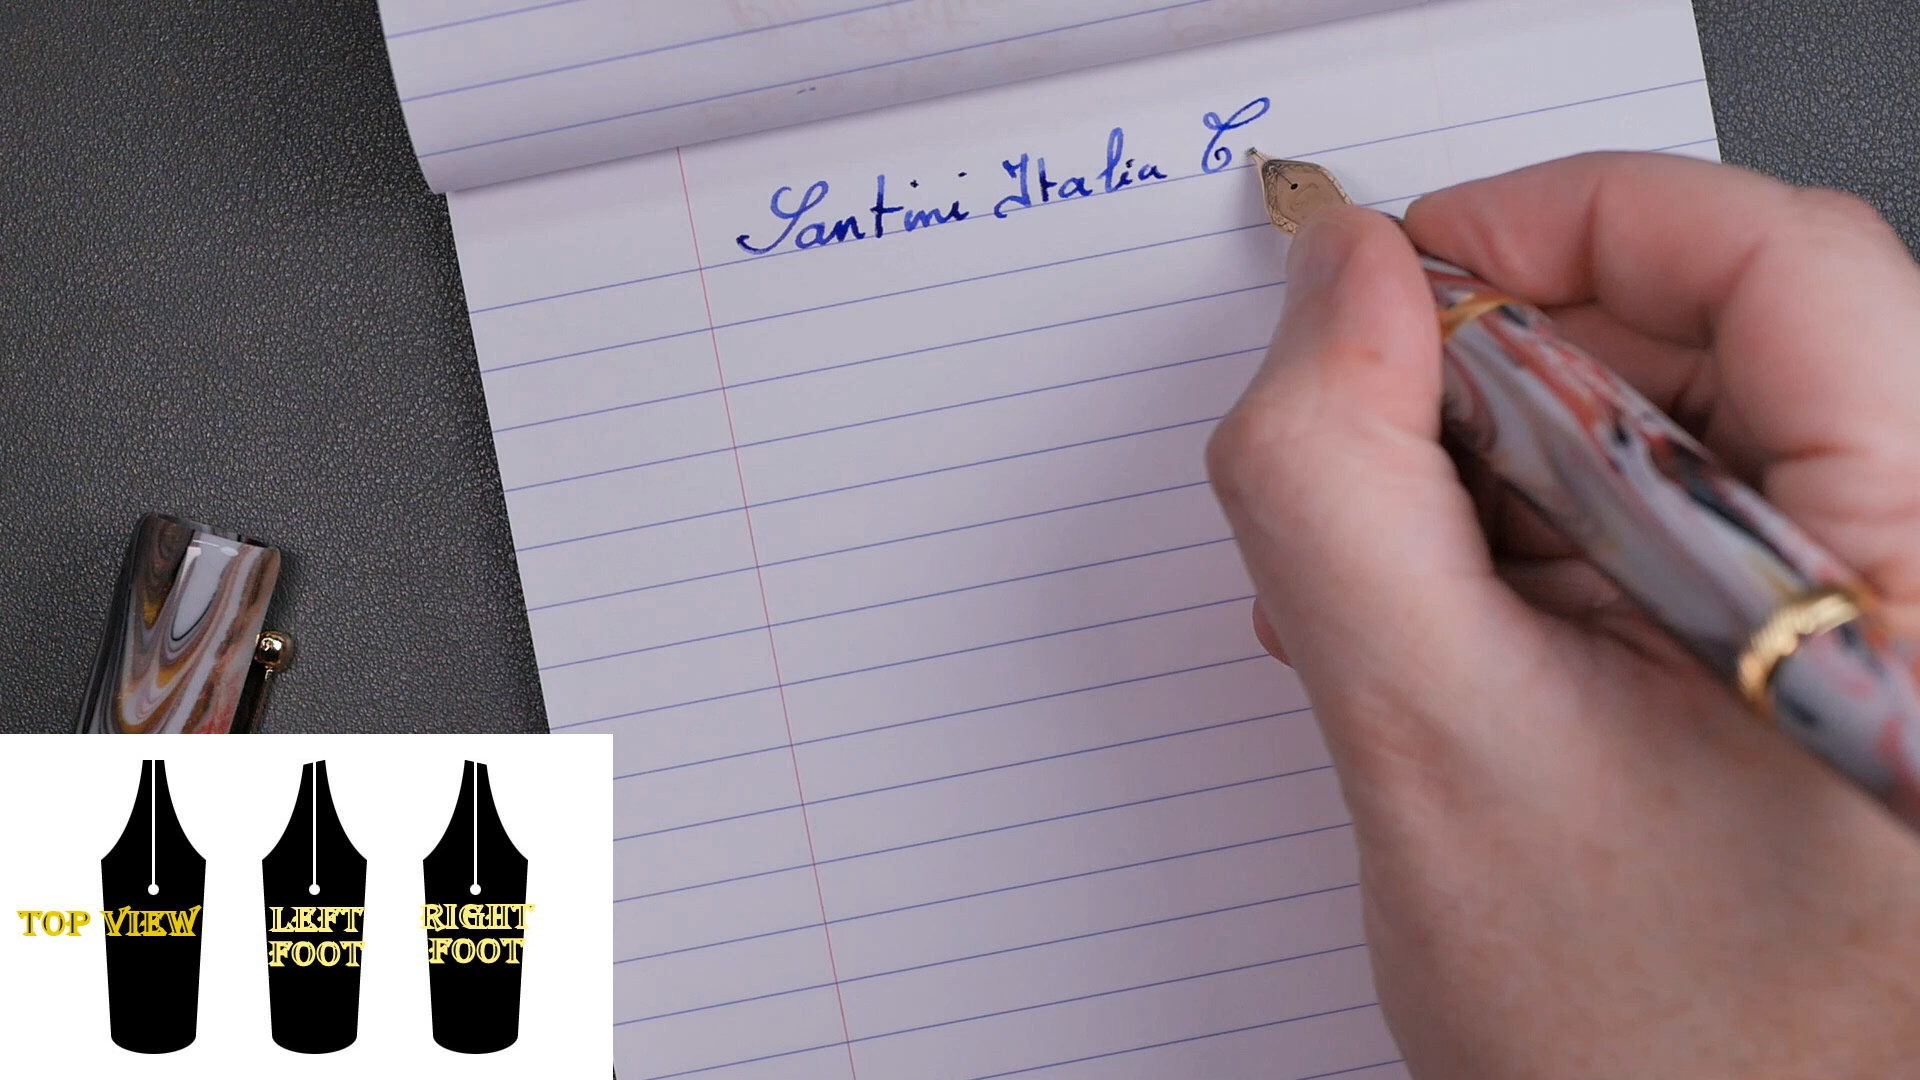 Santini Italia C
TOP VIEW
LEFT
FOOT
RIGHT
FOOT